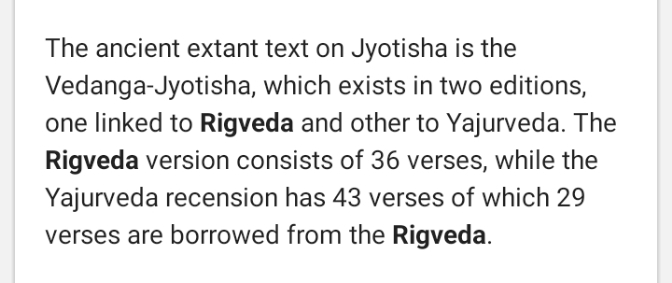 The ancient extant text on Jyotisha is the
Vedanga-Jyotisha, which exists in two editions,
one linked to Rigveda and other to Yajurveda. The
Rigveda version consists of 36 verses, while the
Yajurveda recension has 43 verses of which 29
verses are borrowed from the Rigveda.